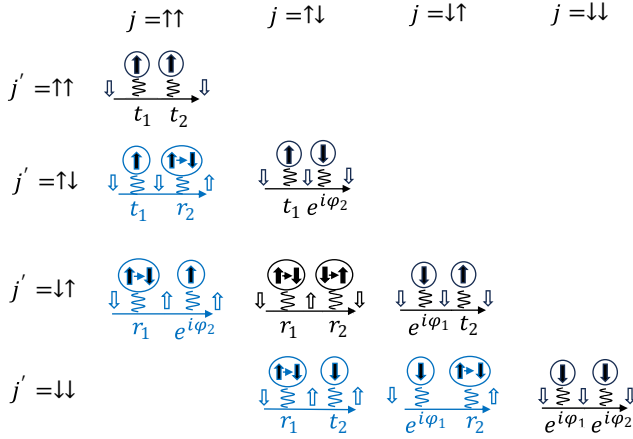 j =↑↑ j =↑↓ j =↓↑ j =↓↓
j′ =↑↑
t₁ t₂
j′ =↑↓
t₁ r₂ t₁ e^{iφ₂}
j′ =↓↑
r₁ e^{iφ₂} r₁ r₂ e^{iφ₁} t₂
j′ =↓↓
r₁ t₂ e^{iφ₁} r₂ e^{iφ₁} e^{iφ₂}